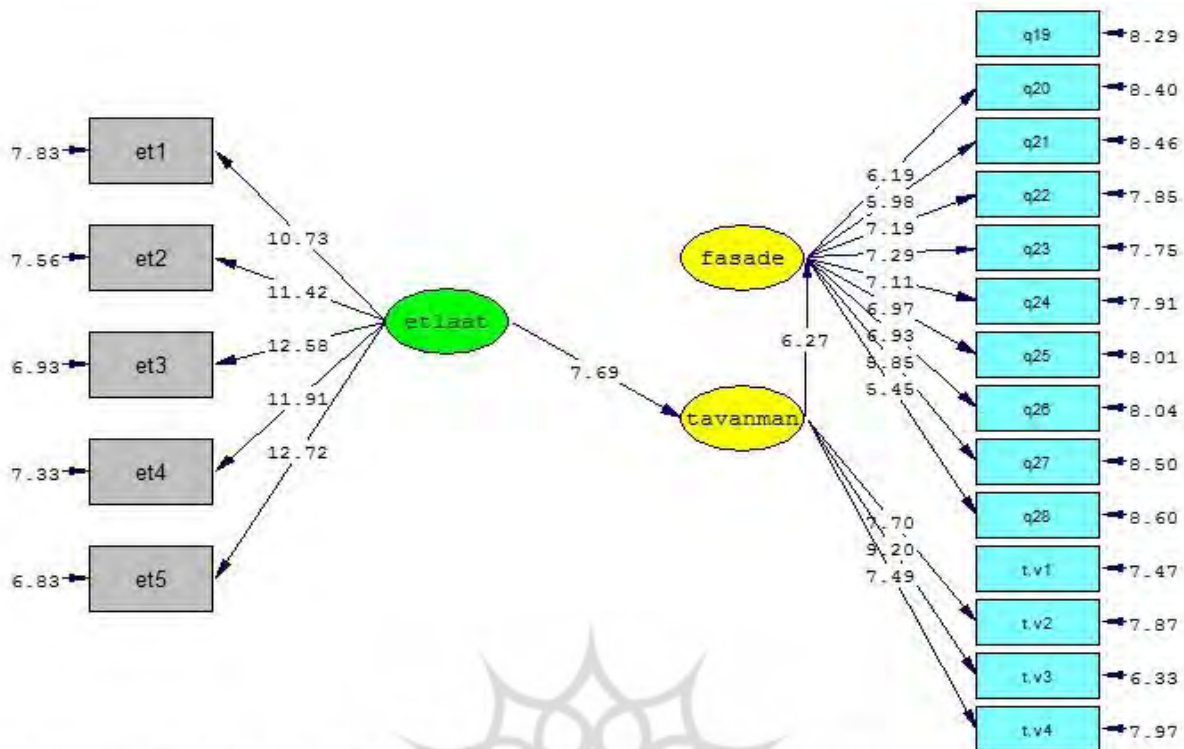 7.83
et1
7.56
et2
6.93
et3
7.33
et4
6.83
et5
10.73
11.42
12.58
11.91
12.72
etlaat
7.69
fasade
6.27
tavanman
6.19
5.98
7.19
7.29
7.11
6.97
6.93
5.85
5.45
7.70
9.20
7.49
q19
8.29
q20
8.40
q21
8.46
q22
7.85
q23
7.75
q24
7.91
q25
8.01
q26
8.04
q27
8.50
q28
8.60
t.v1
7.47
t.v2
7.87
t.v3
6.33
t.v4
7.97